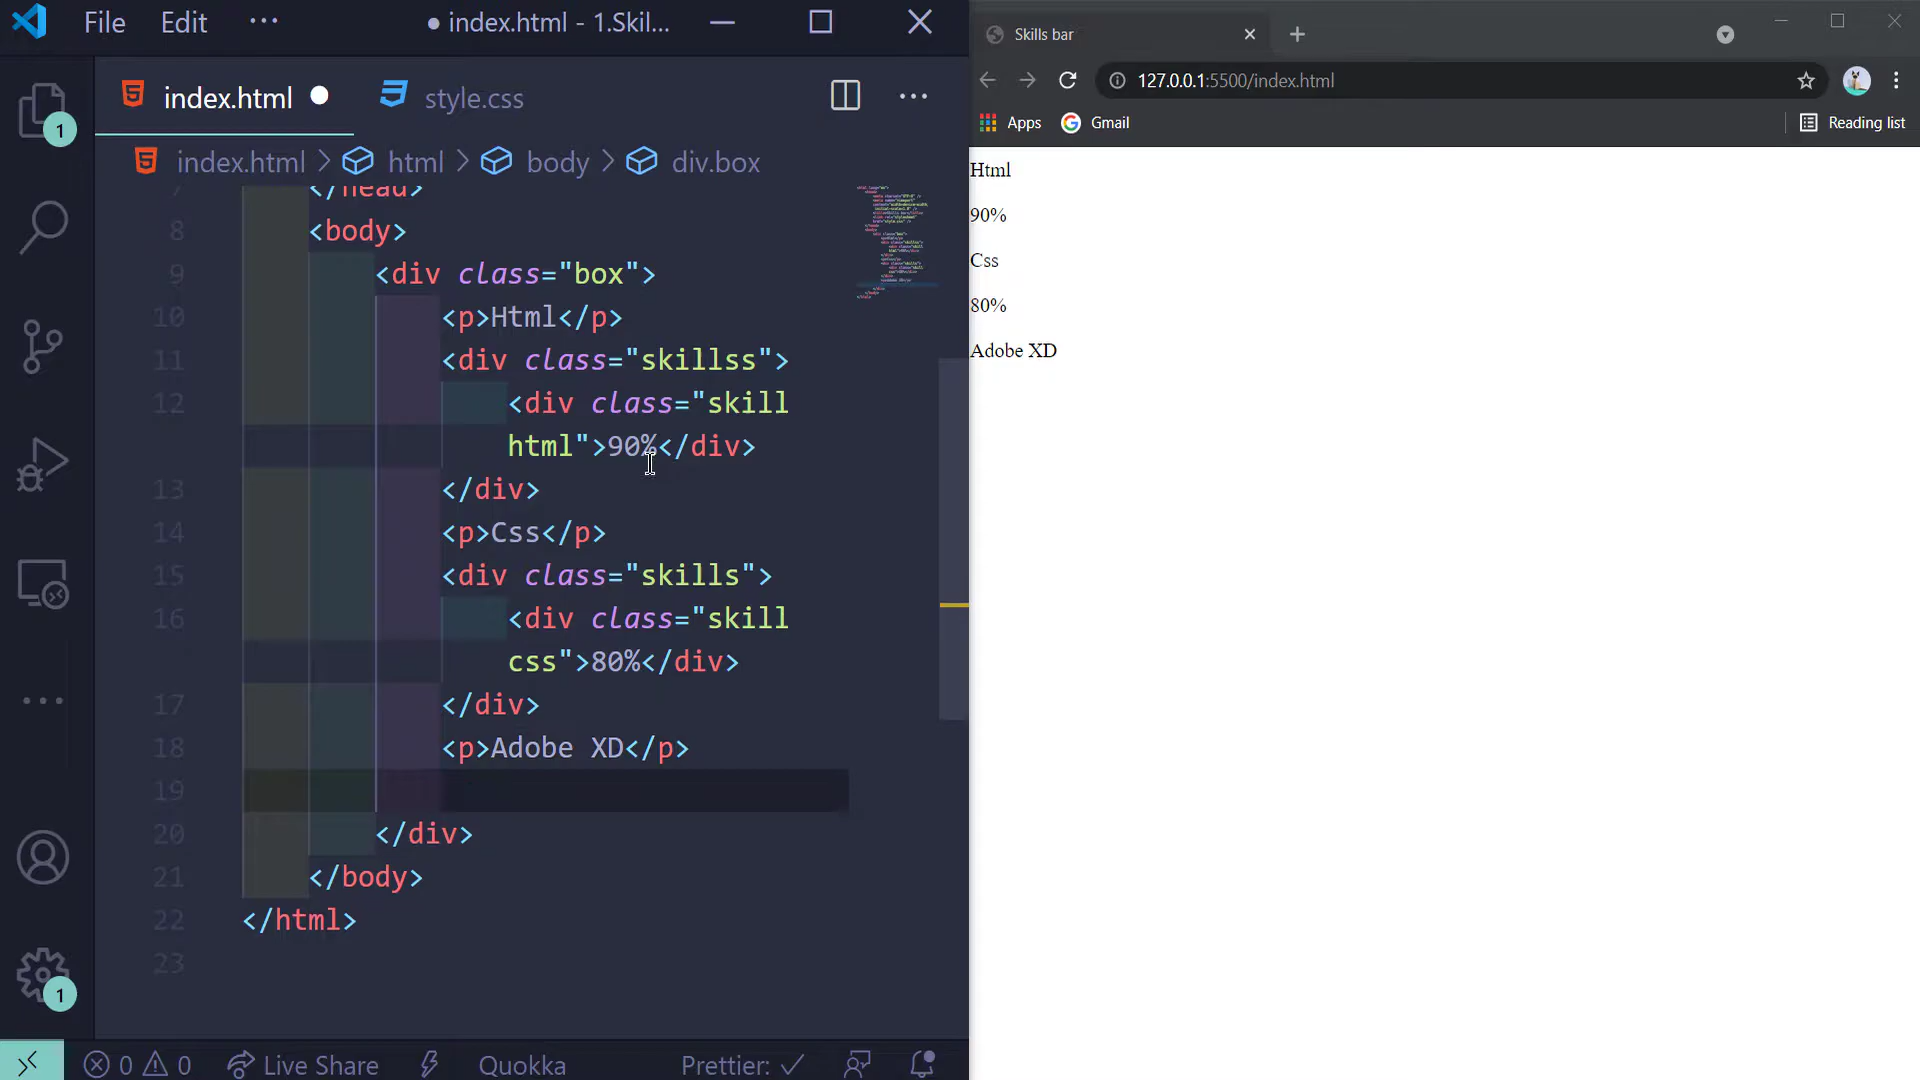 File Edit ··· ● index.html - 1.Skil...
index.html ● style.css ···
index.html > html > body > div.box
7 </head>
8 <body>
9 <div class="box">
10 <p>Html</p>
11 <div class="skillss">
12 <div class="skill
html">90%</div>
13 </div>
14 <p>Css</p>
15 <div class="skills">
16 <div class="skill
css">80%</div>
17 </div>
18 <p>Adobe XD</p>
19
20 </div>
21 </body>
22 </html>
23
1
1
0 0 Live Share Quokka Prettier: ✓
Skills bar
127.0.0.1:5500/index.html
Apps Gmail Reading list
Html
90%
Css
80%
Adobe XD